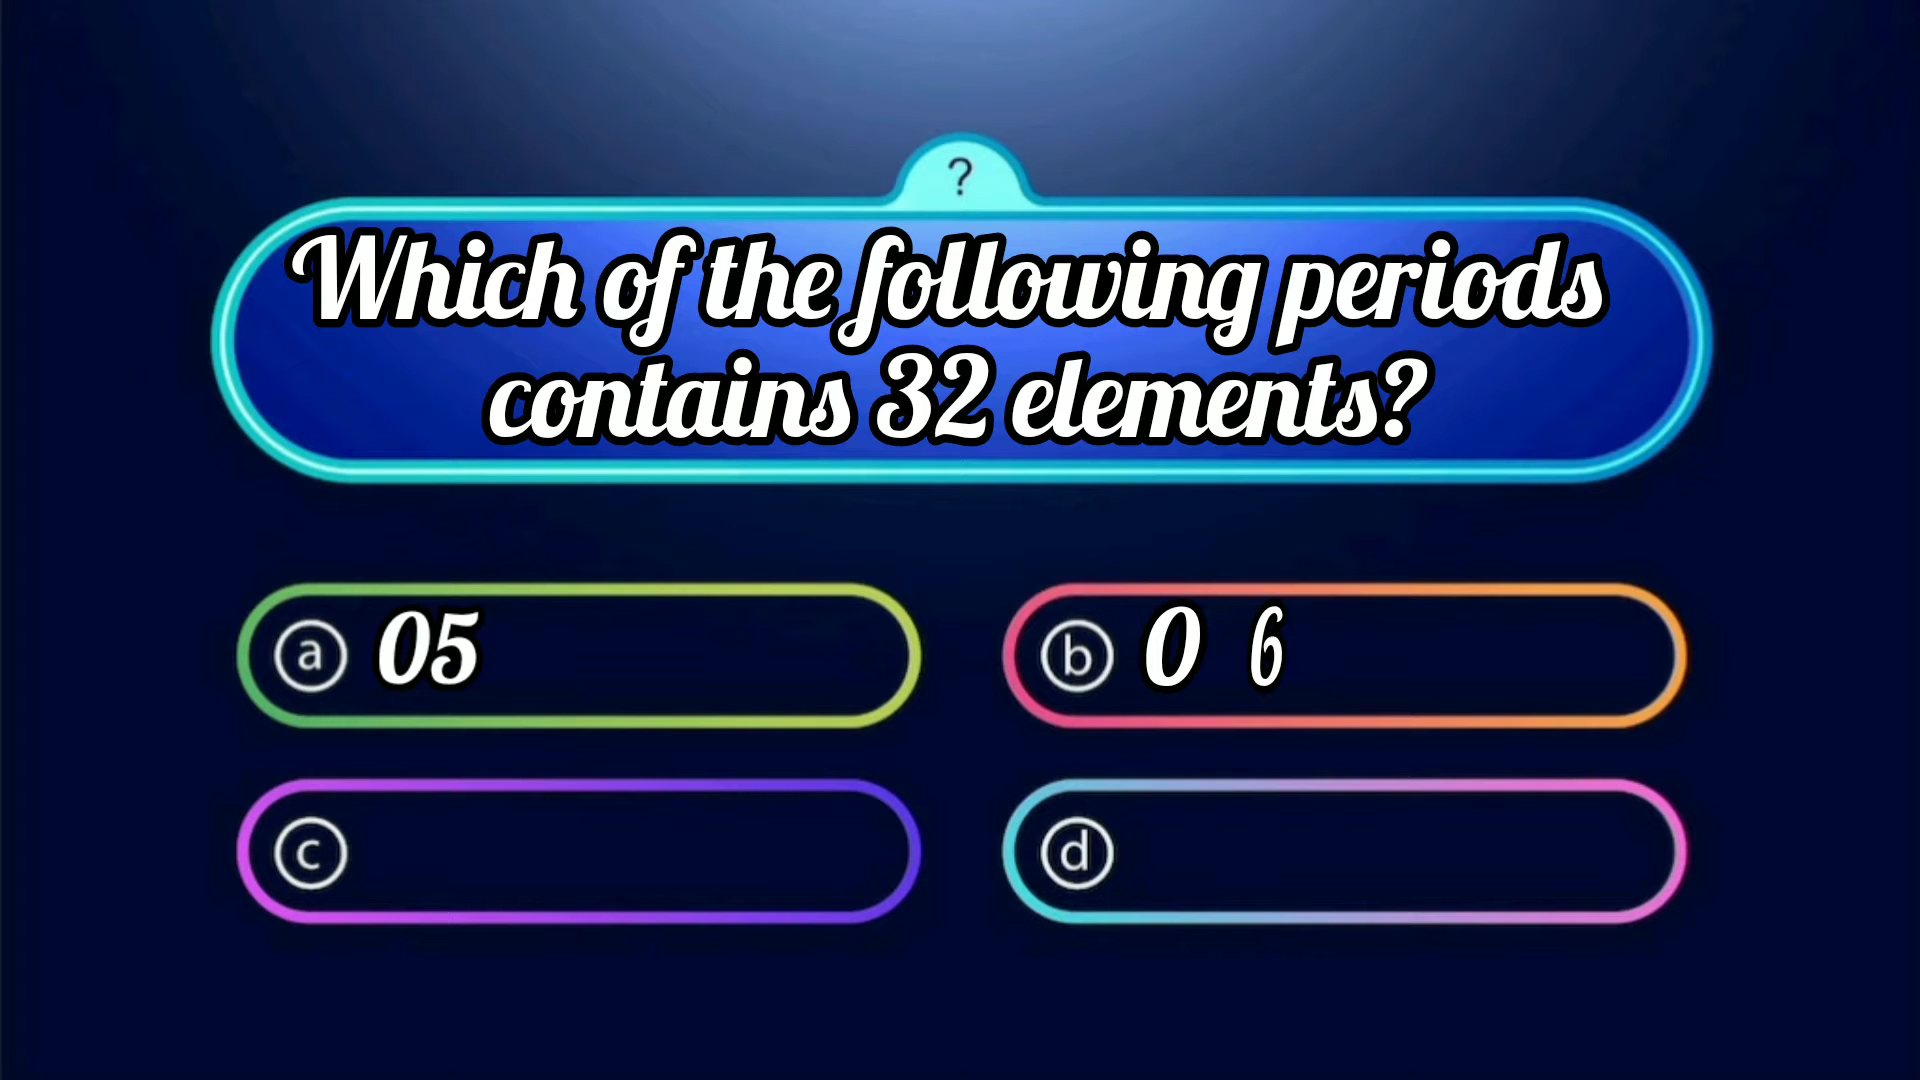 ?
Which of the following periods
contains 32 elements?
a 05
b 0 6
c
d